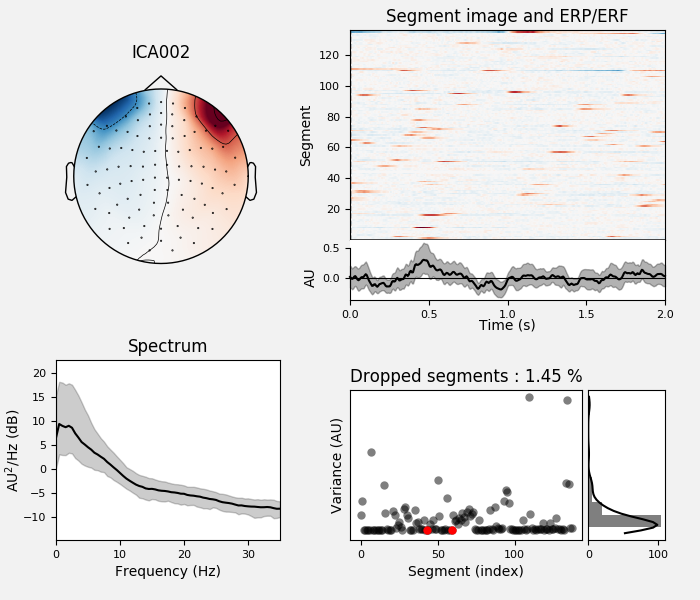 ICA002
Segment image and ERP/ERF
120
100
80
60
40
20
Segment
0.5
0.0
AU
0.0 0.5 1.0 1.5 2.0
Time (s)
Spectrum
20
15
10
5
0
−5
−10
AU²/Hz (dB)
0 10 20 30
Frequency (Hz)
Dropped segments : 1.45 %
Variance (AU)
0 50 100
Segment (index)
0 100